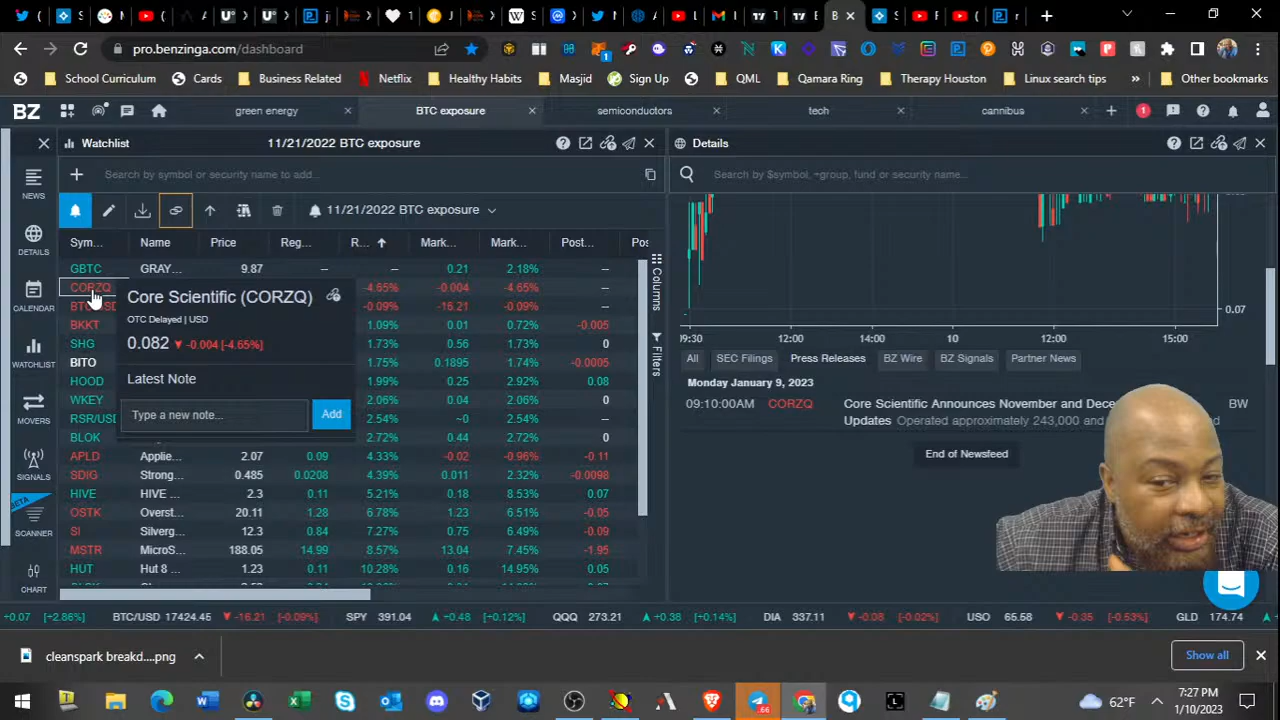 pro.benzinga.com/dashboard
School Curriculum
Cards
Business Related
Netflix
Healthy Habits
Masjid
Sign Up
QML
Qamara Ring
Therapy Houston
Linux search tips
»
Other bookmarks
BZ
green energy
BTC exposure
semiconductors
tech
cannibus
1
Watchlist
11/21/2022 BTC exposure
Details
Search by symbol or security name to add...
Search by $symbol, ~group, fund or security name...
11/21/2022 BTC exposure
NEWS
DETAILS
CALENDAR
WATCHLIST
MOVERS
SIGNALS
BETA
SCANNER
CHART
Sym... Name Price Reg... R... Mark... Mark... Post... Pos
GBTC GRAY... 9.87 – – 0.21 2.18% –
CORZQ -4.65% -0.004 -4.65% –
-0.09% -16.21 -0.09% –
BKKT 1.09% 0.01 0.72% -0.005
SHG 1.73% 0.56 1.73% 0
BITO 1.75% 0.1895 1.74% -0.0005
HOOD 1.99% 0.25 2.92% 0.08
WKEY 2.06% 0.04 2.06% 0
RSR/USD 2.54% ~0 2.54% –
BLOK 2.72% 0.44 2.72% 0
APLD Applie... 2.07 0.09 4.33% -0.02 -0.96% -0.11
SDIG Strong... 0.485 0.0208 4.39% 0.011 2.32% -0.0098
HIVE HIVE ... 2.3 0.11 5.21% 0.18 8.53% 0.07
OSTK Overst... 20.11 1.28 6.78% 1.23 6.51% -0.05
SI Silverg... 12.3 0.84 7.27% 0.75 6.49% -0.09
MSTR MicroS... 188.05 14.99 8.57% 13.04 7.45% -1.95
HUT Hut 8 ... 1.23 0.11 10.28% 0.16 14.95% 0.05
Core Scientific (CORZQ)
OTC Delayed | USD
0.082 ▼ -0.004 [-4.65%]
Latest Note
Type a new note...
Add
Columns
Filters
0.07
09:30 12:00 14:00 10 12:00 15:00
All SEC Filings Press Releases BZ Wire BZ Signals Partner News
Monday January 9, 2023
09:10:00AM CORZQ Core Scientific Announces November and Dece BW
Updates Operated approximately 243,000 and
End of Newsfeed
+0.07 [+2.86%] BTC/USD 17424.45 ▼ -16.21 [-0.09%] SPY 391.04 +0.48 [+0.12%] QQQ 273.21 +0.38 [+0.14%] DIA 337.11 -0.08 [-0.02%] USO 65.58 ▼ -0.35 [-0.53%] GLD 174.74
cleanspark breakd....png
Show all
66
62°F
7:27 PM
1/10/2023